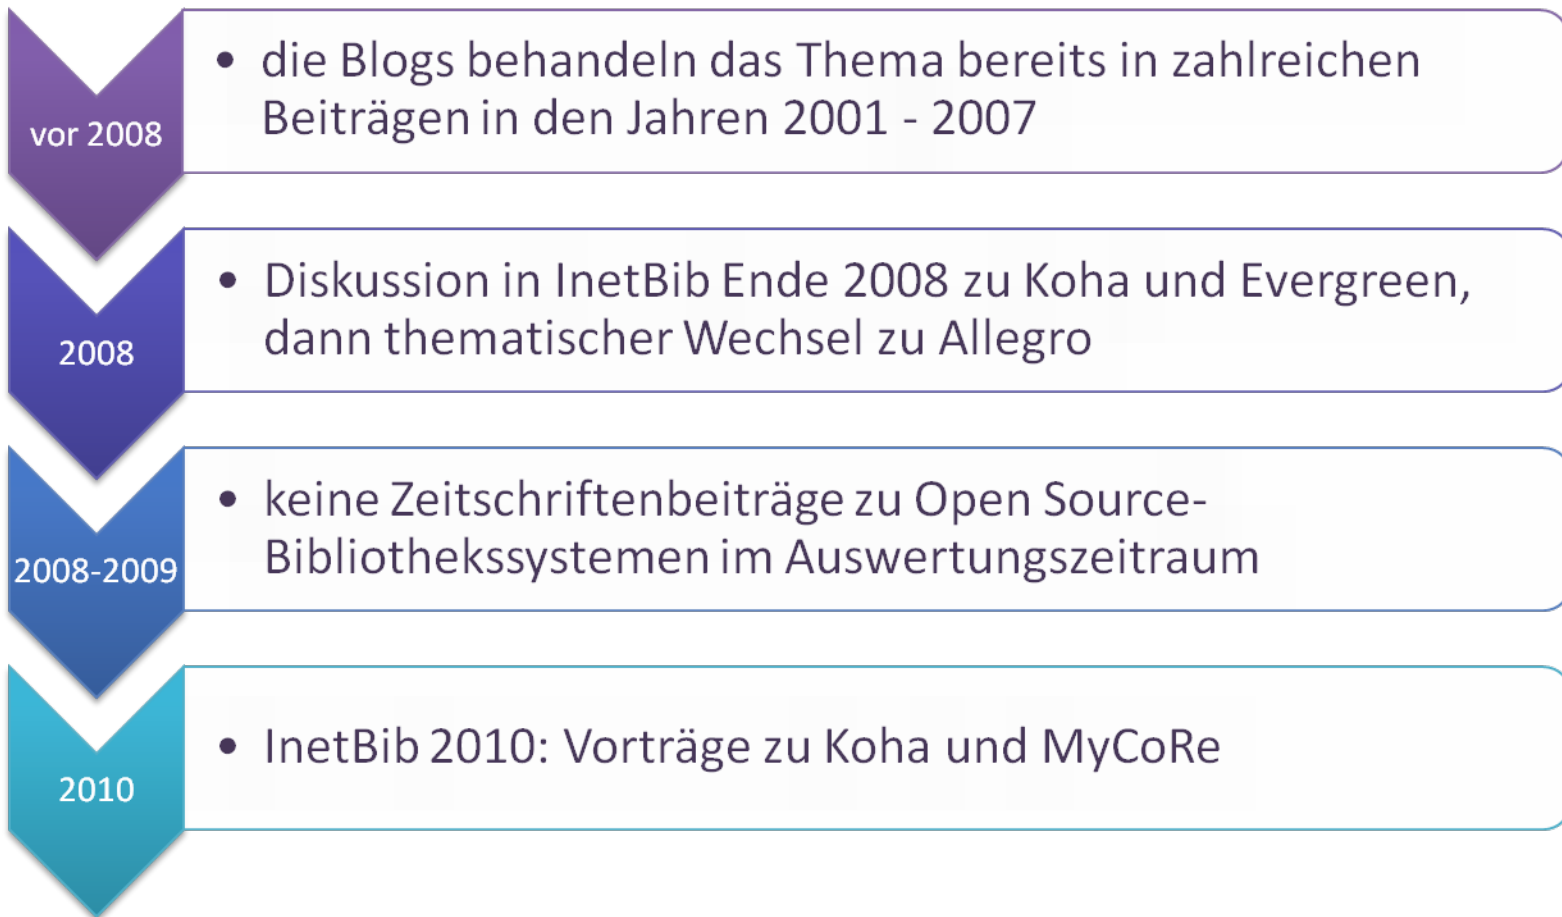 vor 2008
• die Blogs behandeln das Thema bereits in zahlreichen
Beiträgen in den Jahren 2001 - 2007
2008
• Diskussion in InetBib Ende 2008 zu Koha und Evergreen,
dann thematischer Wechsel zu Allegro
2008-2009
• keine Zeitschriftenbeiträge zu Open Source-
Bibliothekssystemen im Auswertungszeitraum
2010
• InetBib 2010: Vorträge zu Koha und MyCoRe